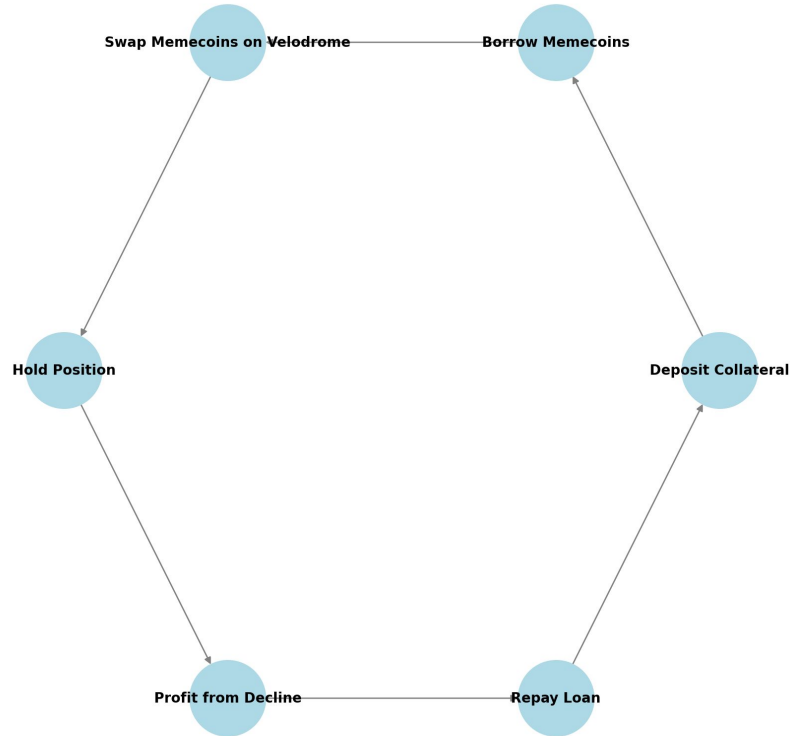 Swap Memecoins on Velodrome
Borrow Memecoins
Hold Position
Deposit Collateral
Profit from Decline
Repay Loan